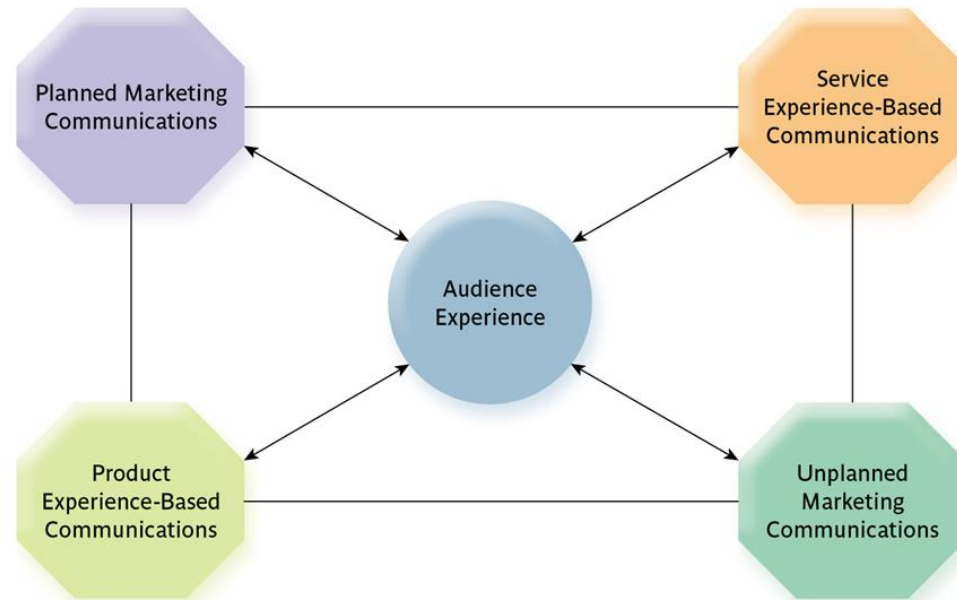 Planned Marketing
Communications
Service
Experience-Based
Communications
Audience
Experience
Product
Experience-Based
Communications
Unplanned
Marketing
Communications